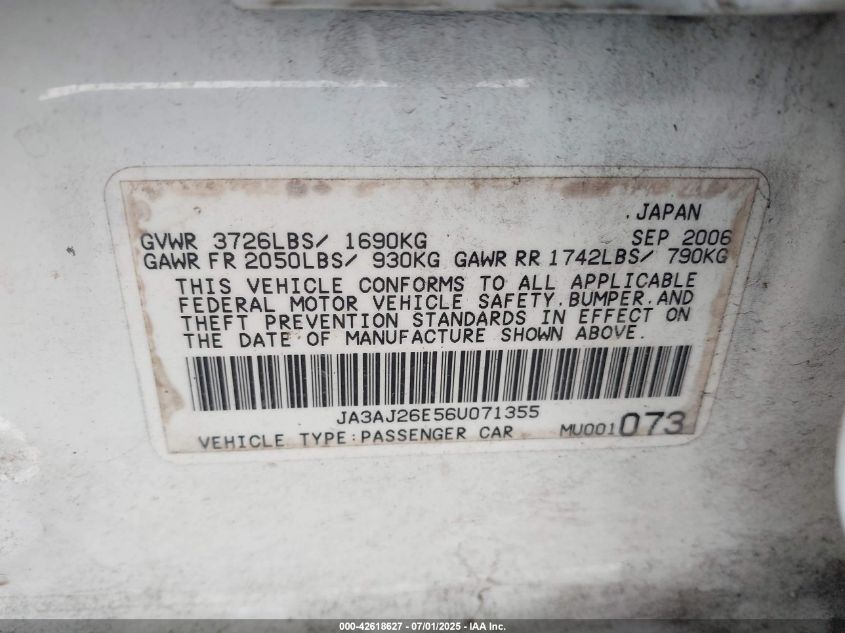 .JAPAN
GVWR 3726LBS/ 1690KG SEP 2006
GAWR FR 2050LBS/ 930KG GAWR RR 1742LBS/ 790KG
THIS VEHICLE CONFORMS TO ALL APPLICABLE
FEDERAL MOTOR VEHICLE SAFETY.BUMPER.AND
THEFT PREVENTION STANDARDS IN EFFECT ON
THE DATE OF MANUFACTURE SHOWN ABOVE.
JA3AJ26E56U071355
VEHICLE TYPE:PASSENGER CAR MU001073
000-42618627 - 07/01/2025 - IAA Inc.